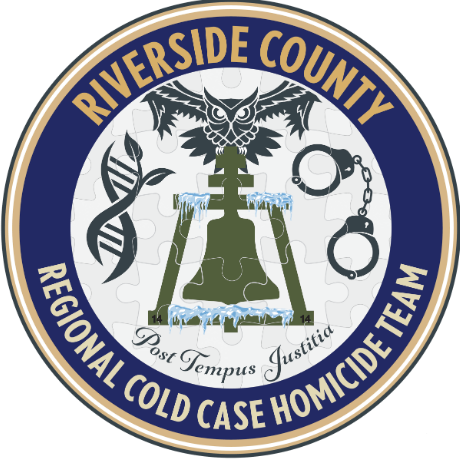 RIVERSIDE COUNTY
14 14
Post Tempus Justitia
REGIONAL COLD CASE HOMICIDE TEAM